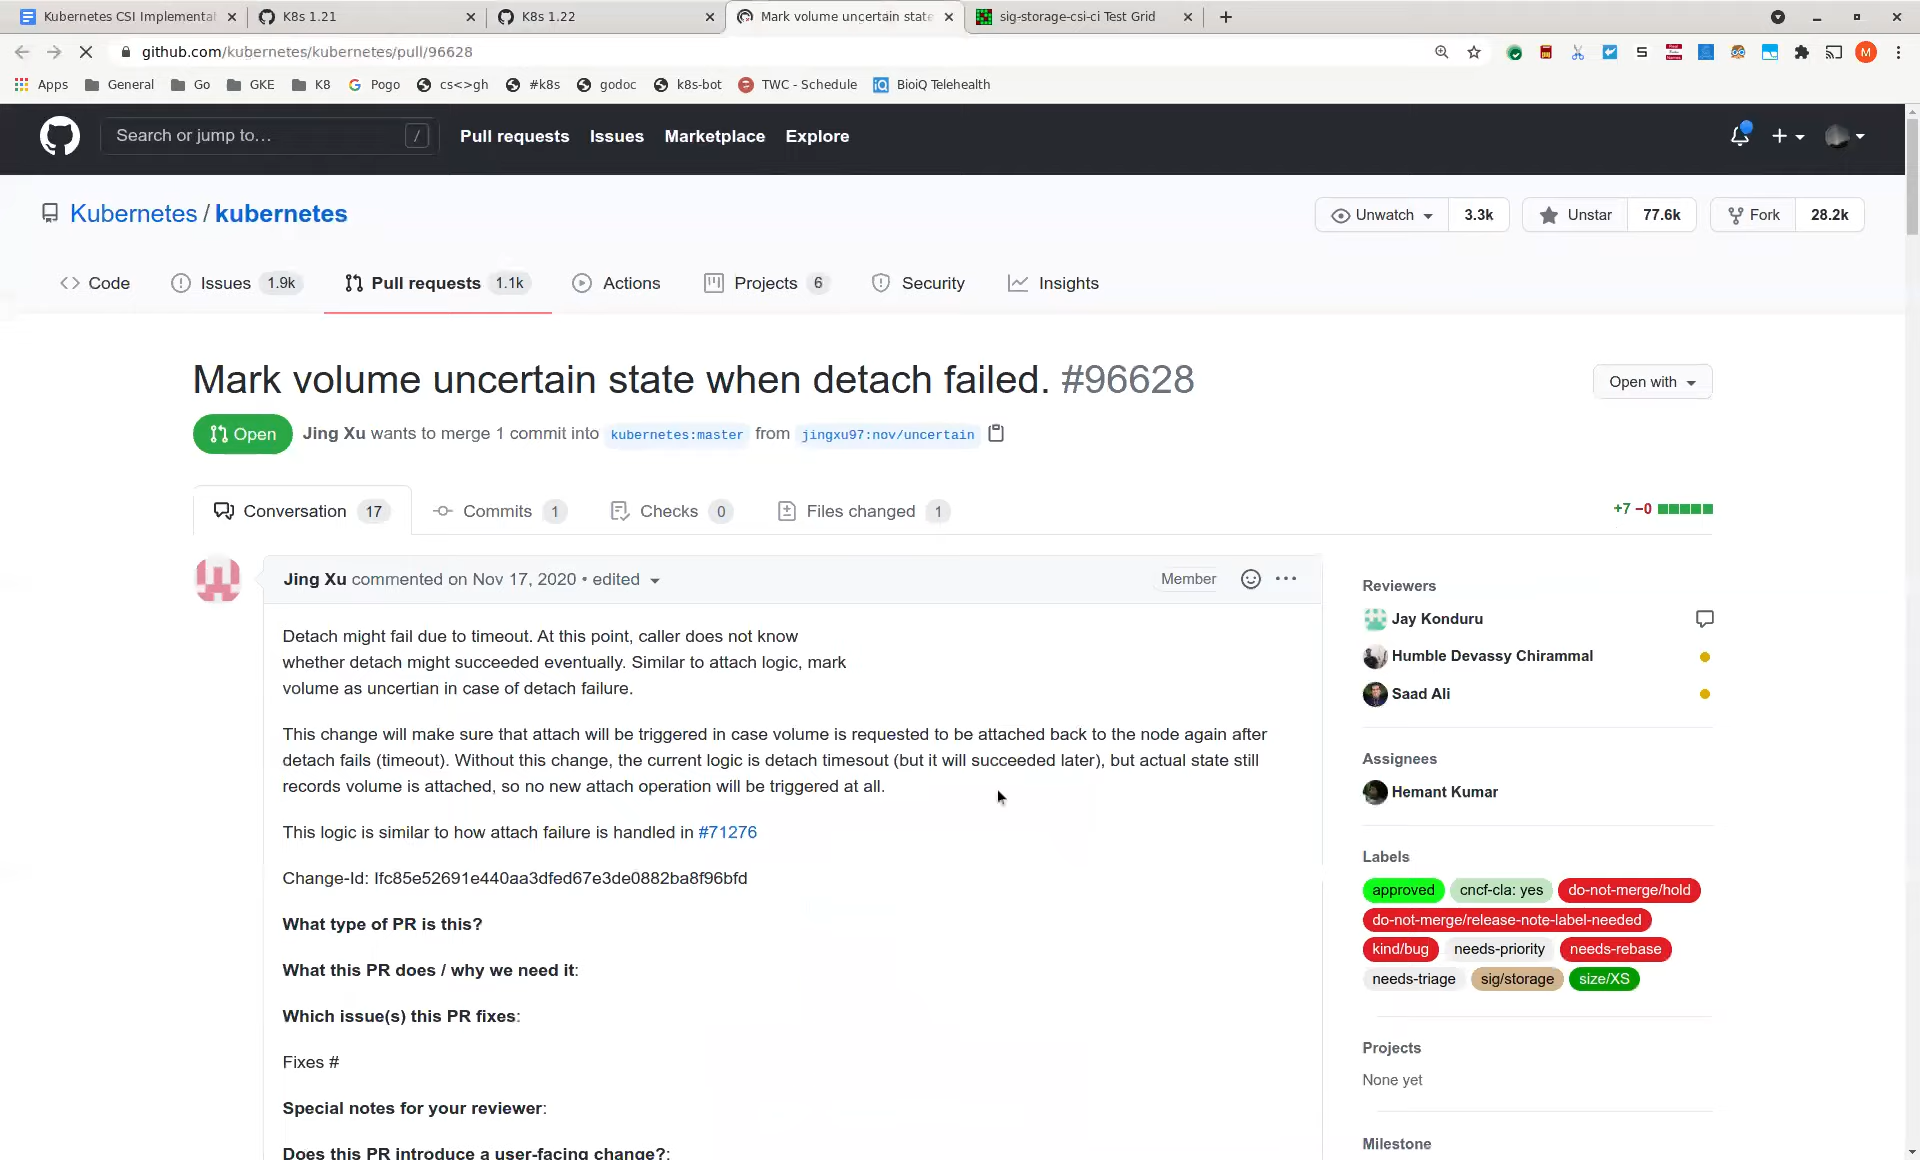 Kubernetes CSI Implementat
K8s 1.21
K8s 1.22
Mark volume uncertain state
sig-storage-csi-ci Test Grid
github.com/kubernetes/kubernetes/pull/96628
M
Apps General Go GKE K8 Pogo cs<>gh #k8s godoc k8s-bot TWC - Schedule BioiQ Telehealth
Search or jump to… /
Pull requests Issues Marketplace Explore
Kubernetes / kubernetes
Unwatch 3.3k Unstar 77.6k Fork 28.2k
Code Issues 1.9k Pull requests 1.1k Actions Projects 6 Security Insights
Mark volume uncertain state when detach failed. #96628
Open with
Open Jing Xu wants to merge 1 commit into kubernetes:master from jingxu97:nov/uncertain
Conversation 17 Commits 1 Checks 0 Files changed 1
+7 −0
Jing Xu commented on Nov 17, 2020 • edited
Member
Detach might fail due to timeout. At this point, caller does not know
whether detach might succeeded eventually. Similar to attach logic, mark
volume as uncertian in case of detach failure.
This change will make sure that attach will be triggered in case volume is requested to be attached back to the node again after
detach fails (timeout). Without this change, the current logic is detach timesout (but it will succeeded later), but actual state still
records volume is attached, so no new attach operation will be triggered at all.
This logic is similar to how attach failure is handled in #71276
Change-Id: Ifc85e52691e440aa3dfed67e3de0882ba8f96bfd
What type of PR is this?
What this PR does / why we need it:
Which issue(s) this PR fixes:
Fixes #
Special notes for your reviewer:
Does this PR introduce a user-facing change?:
Reviewers
Jay Konduru
Humble Devassy Chirammal
Saad Ali
Assignees
Hemant Kumar
Labels
approved cncf-cla: yes do-not-merge/hold
do-not-merge/release-note-label-needed
kind/bug needs-priority needs-rebase
needs-triage sig/storage size/XS
Projects
None yet
Milestone